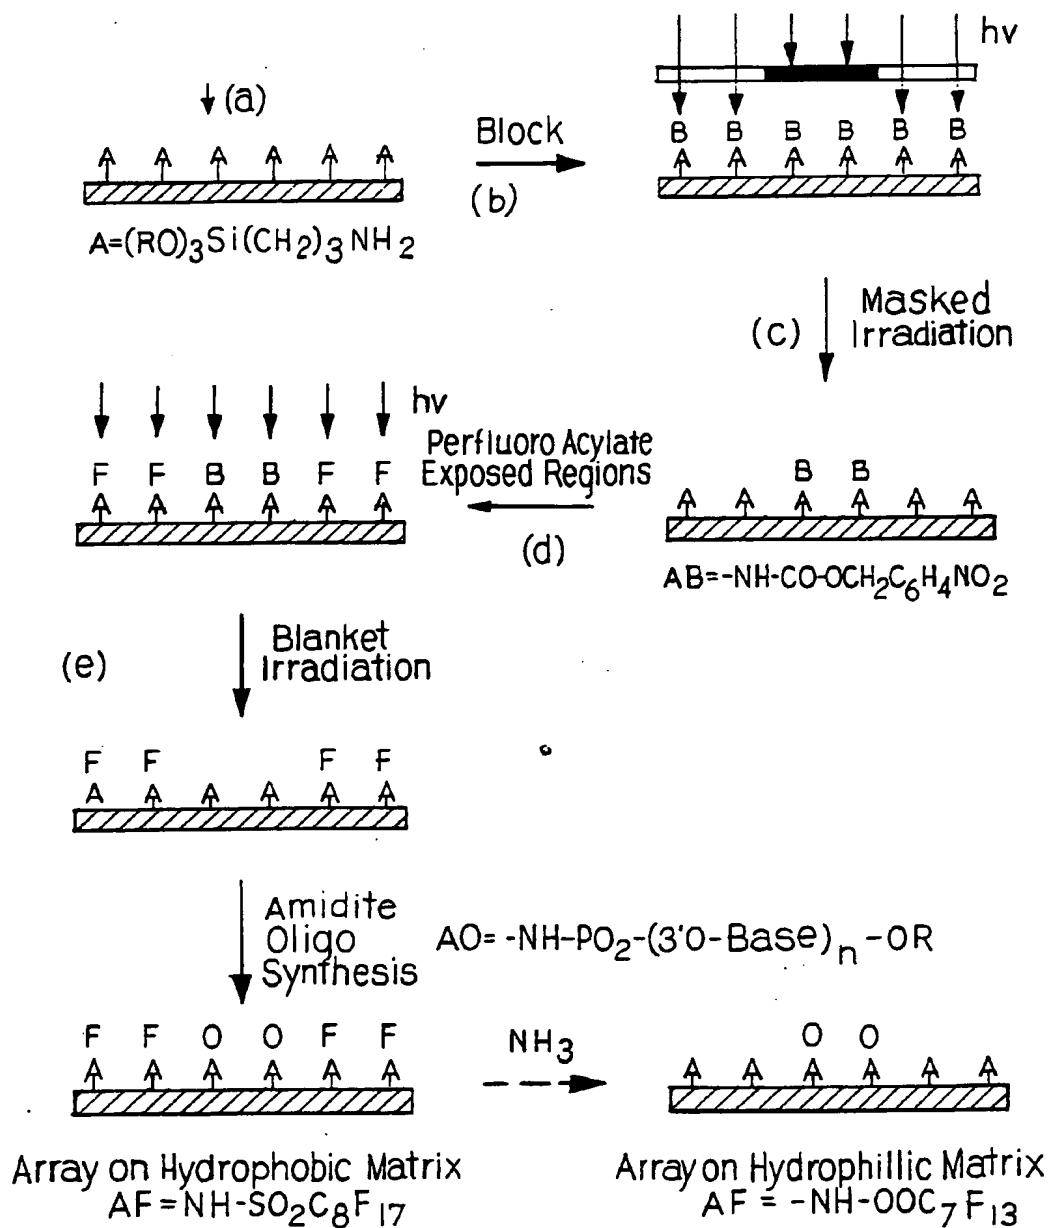 (a)
A A A A A A
A=(RO)3Si(CH2)3NH2
Block
(b)
hv
B B B B B B
A A A A A A
(c)
Masked
Irradiation
B B
A A A A A A
AB=-NH-CO-OCH2C6H4NO2
Perfluoro Acylate
Exposed Regions
(d)
hv
F F B B F F
A A A A A A
(e)
Blanket
Irradiation
F F F F
A A A A A A
Amidite
Oligo
Synthesis
AO= -NH-PO2-(3'O-Base)n-OR
F F O O F F
A A A A A A
NH3
O O
A A A A A A
Array on Hydrophobic Matrix
AF=NH-SO2C8F17
Array on Hydrophillic Matrix
AF = -NH-OOC7F13